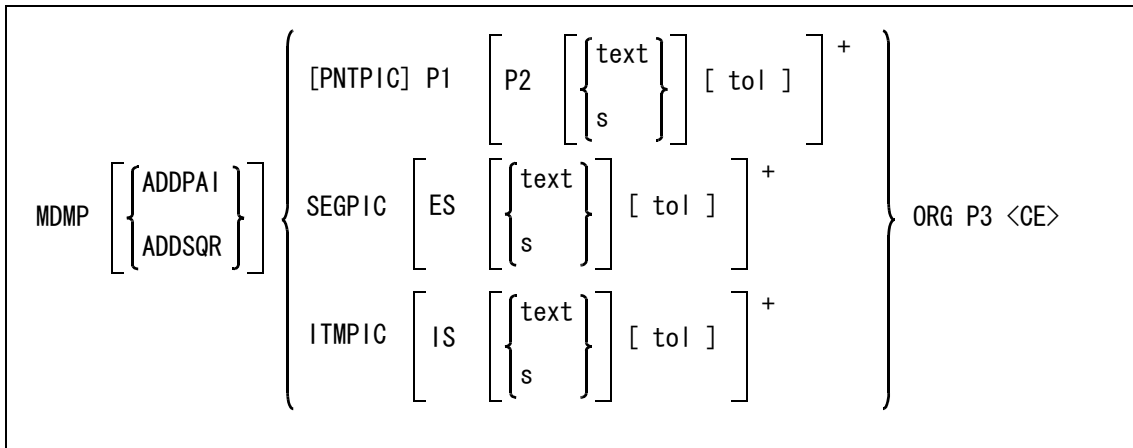 [PNTPIC] P1 [ P2 [ { text / s } ] [ tol ] ] +
MDMP [ { ADDPAI / ADDSQR } ] { SEGPIC [ ES [ { text / s } ] [ tol ] ] + } ORG P3 <CE>
ITMPIC [ IS [ { text / s } ] [ tol ] ] +